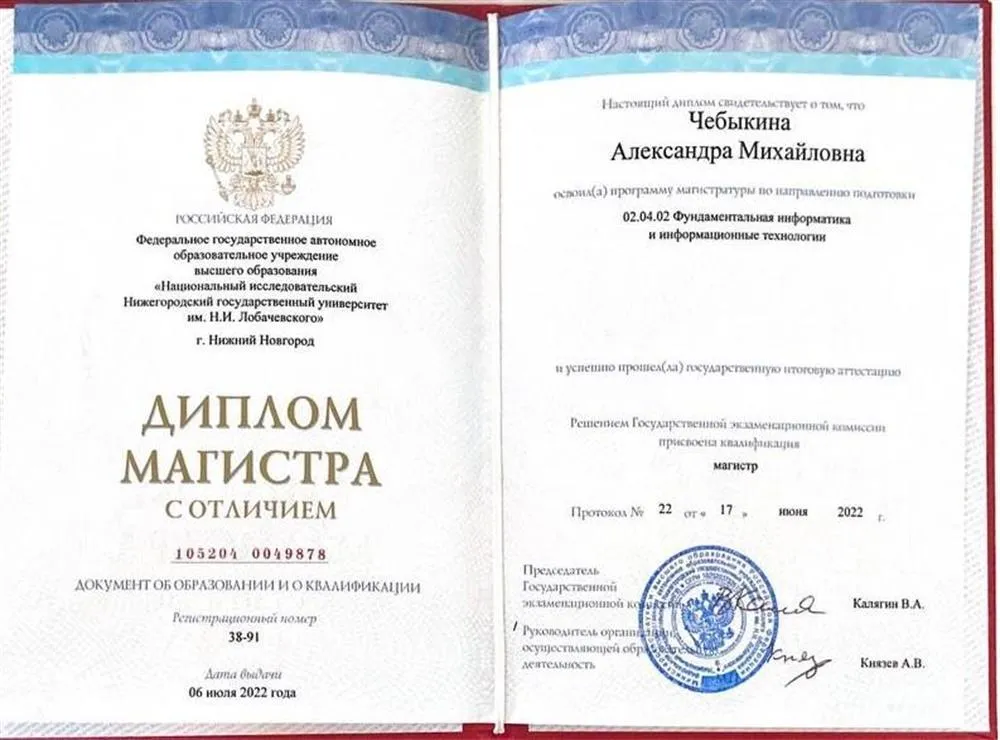 РОССИЙСКАЯ ФЕДЕРАЦИЯ
Федеральное государственное автономное
образовательное учреждение
высшего образования
«Национальный исследовательский
Нижегородский государственный университет
им. Н.И. Лобачевского»
г. Нижний Новгород
ДИПЛОМ
МАГИСТРА
С ОТЛИЧИЕМ
105204 0049878
ДОКУМЕНТ ОБ ОБРАЗОВАНИИ И О КВАЛИФИКАЦИИ
Регистрационный номер
38-91
Дата выдачи
06 июля 2022 года
Настоящий диплом свидетельствует о том, что
Чебыкина
Александра Михайловна
освоил(а) программу магистратуры по направлению подготовки
02.04.02 Фундаментальная информатика
и информационные технологии
и успешно прошел(ла) государственную итоговую аттестацию
Решением Государственной экзаменационной комиссии
присвоена квалификация
магистр
Протокол № 22 от « 17 » июня 2022 г.
Председатель
Государственной
экзаменационной Калягин В.А.
Руководитель
осуществляющей
деятельность Князев А.В.